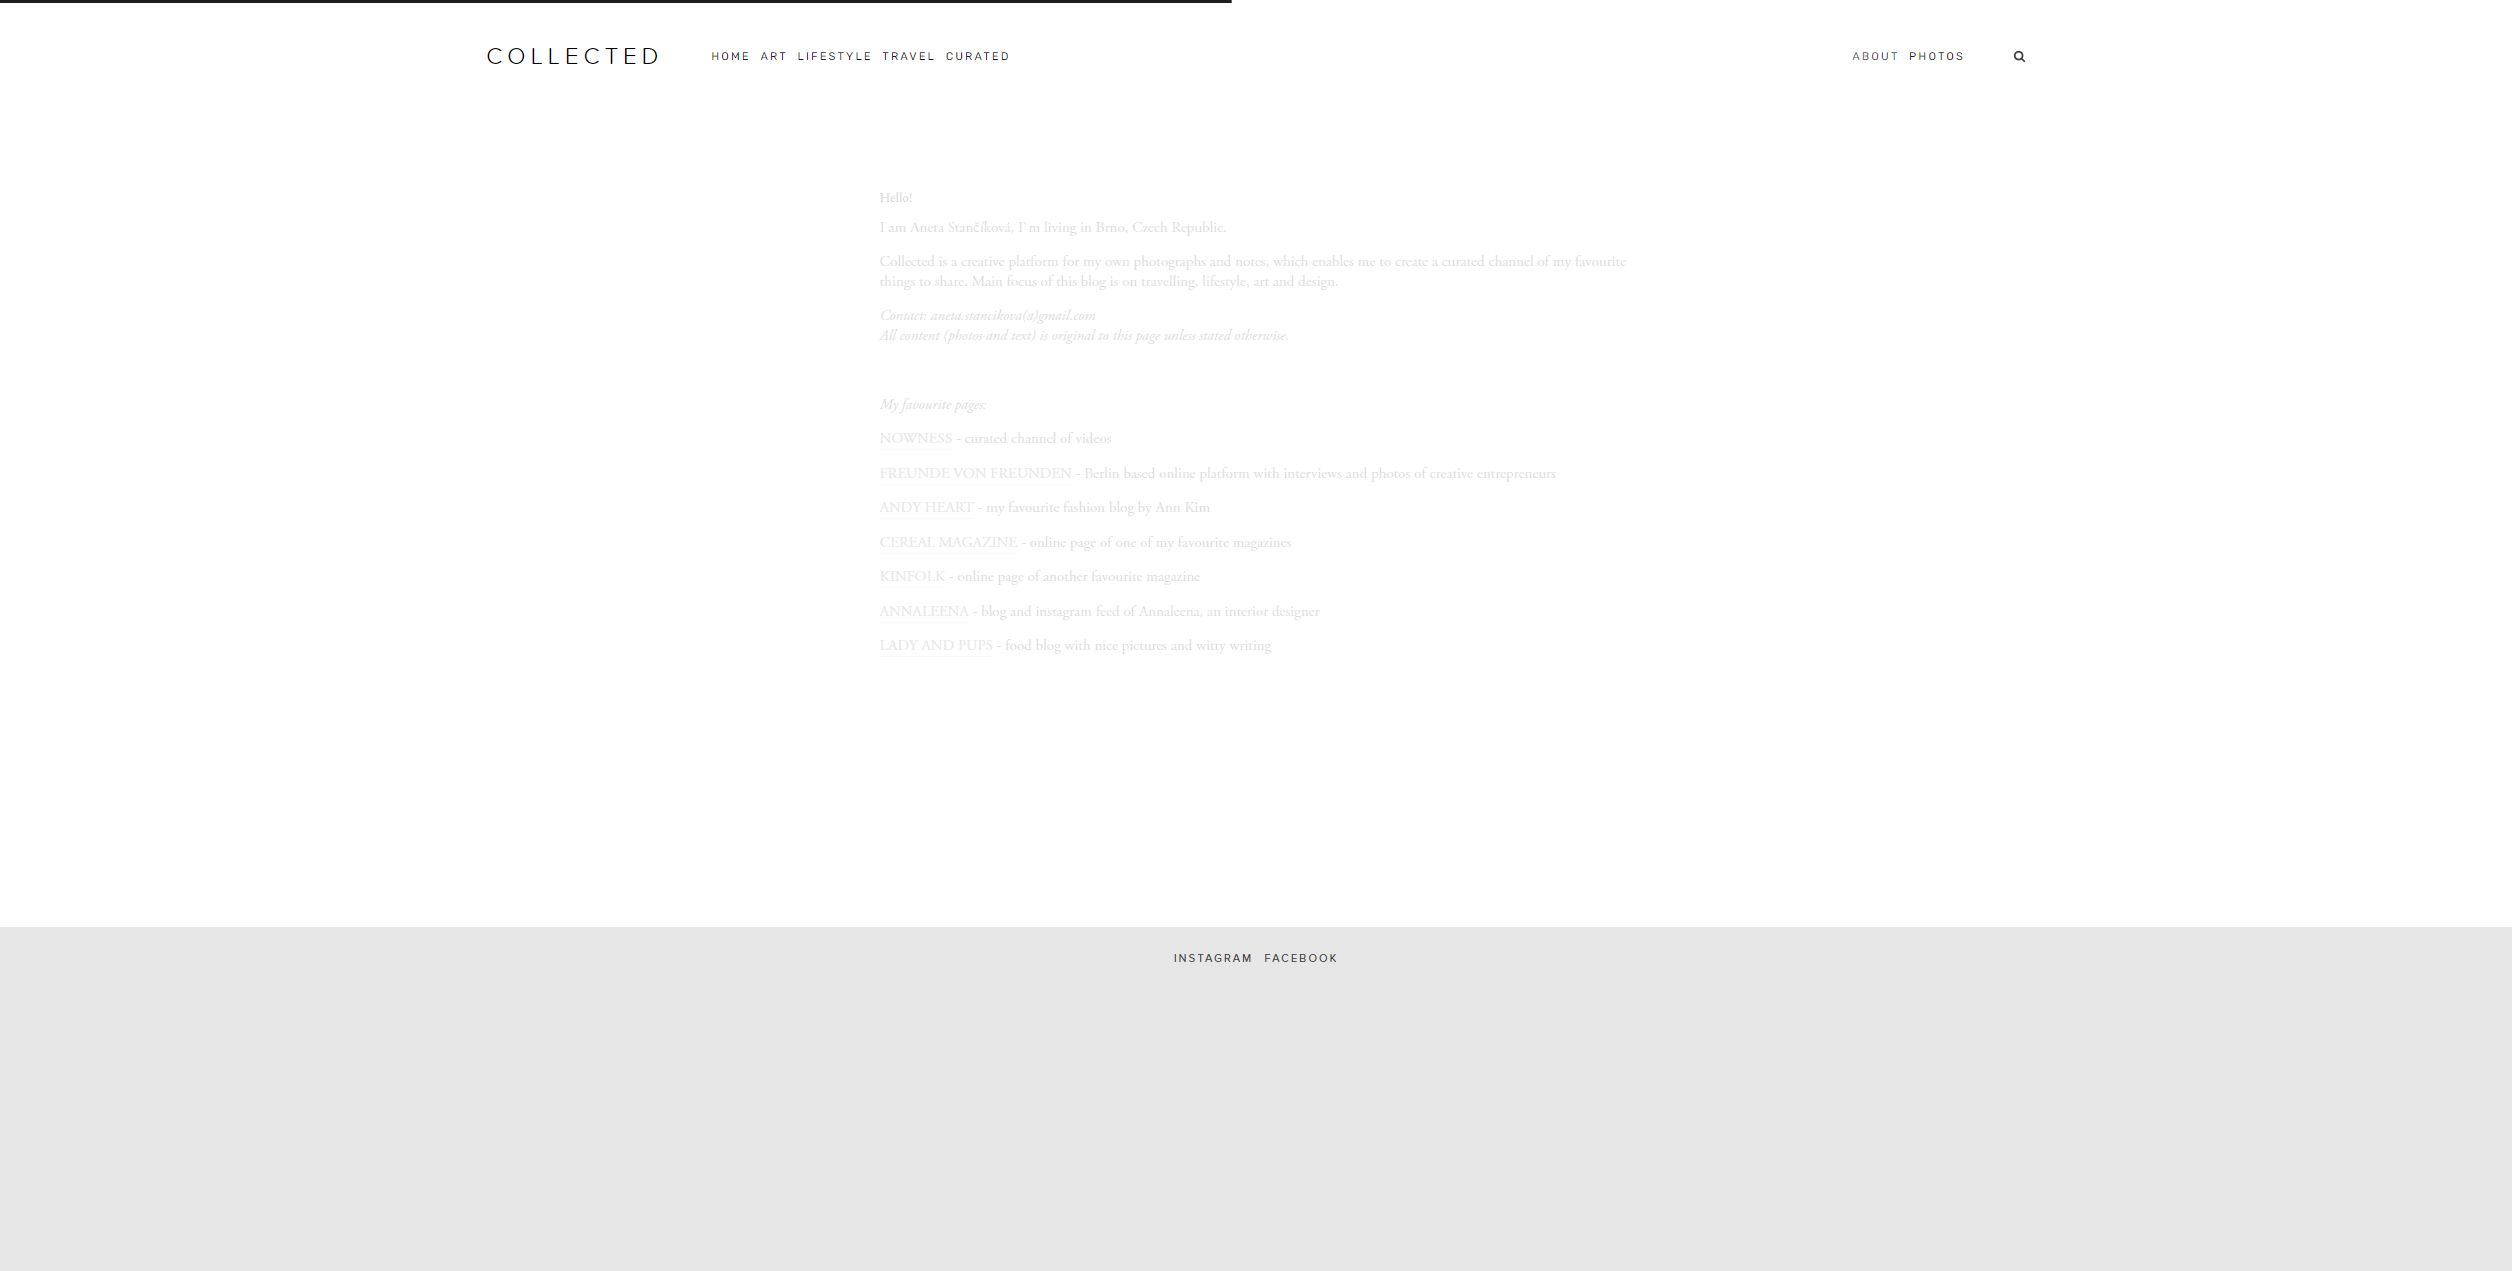 COLLECTED
HOME ART LIFESTYLE TRAVEL CURATED
ABOUT PHOTOS
Hello!
I am Aneta Stančíková, I`m living in Brno, Czech Republic.
Collected is a creative platform for my own photographs and notes, which enables me to create a curated channel of my favourite
things to share. Main focus of this blog is on travelling, lifestyle, art and design.
Contact: aneta.stancikova(a)gmail.com
All content (photos and text) is original to this page unless stated otherwise.
My favourite pages:
NOWNESS - curated channel of videos
FREUNDE VON FREUNDEN - Berlin based online platform with interviews and photos of creative entrepreneurs
ANDY HEART - my favourite fashion blog by Ann Kim
CEREAL MAGAZINE - online page of one of my favourite magazines
KINFOLK - online page of another favourite magazine
ANNALEENA - blog and instagram feed of Annaleena, an interior designer
LADY AND PUPS - food blog with nice pictures and witty writing
INSTAGRAM FACEBOOK